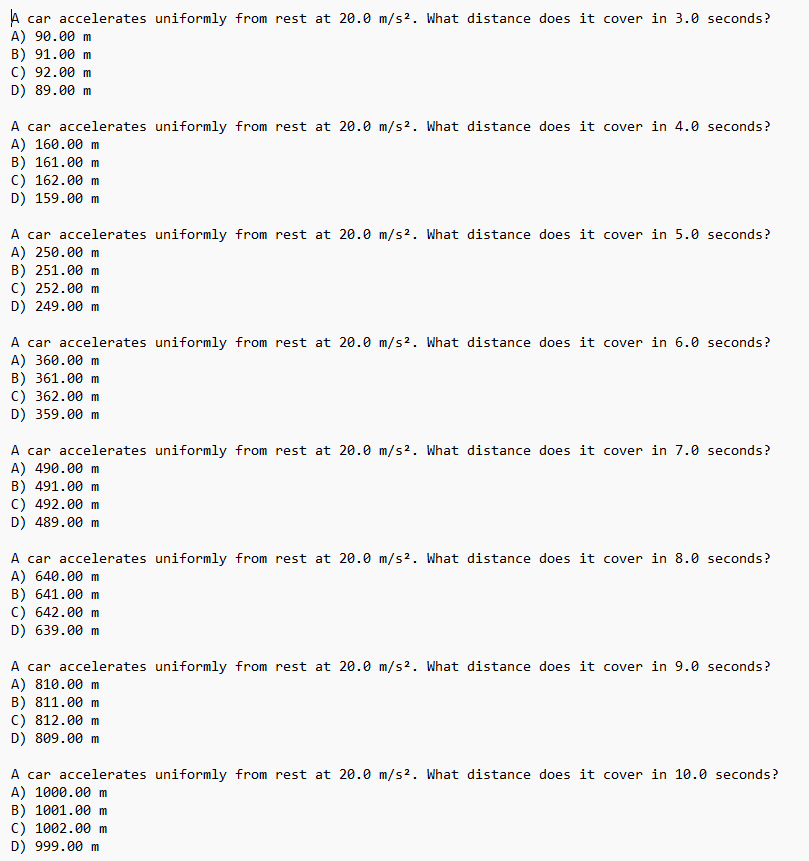 A car accelerates uniformly from rest at 20.0 m/s². What distance does it cover in 3.0 seconds?
A) 90.00 m
B) 91.00 m
C) 92.00 m
D) 89.00 m

A car accelerates uniformly from rest at 20.0 m/s². What distance does it cover in 4.0 seconds?
A) 160.00 m
B) 161.00 m
C) 162.00 m
D) 159.00 m

A car accelerates uniformly from rest at 20.0 m/s². What distance does it cover in 5.0 seconds?
A) 250.00 m
B) 251.00 m
C) 252.00 m
D) 249.00 m

A car accelerates uniformly from rest at 20.0 m/s². What distance does it cover in 6.0 seconds?
A) 360.00 m
B) 361.00 m
C) 362.00 m
D) 359.00 m

A car accelerates uniformly from rest at 20.0 m/s². What distance does it cover in 7.0 seconds?
A) 490.00 m
B) 491.00 m
C) 492.00 m
D) 489.00 m

A car accelerates uniformly from rest at 20.0 m/s². What distance does it cover in 8.0 seconds?
A) 640.00 m
B) 641.00 m
C) 642.00 m
D) 639.00 m

A car accelerates uniformly from rest at 20.0 m/s². What distance does it cover in 9.0 seconds?
A) 810.00 m
B) 811.00 m
C) 812.00 m
D) 809.00 m

A car accelerates uniformly from rest at 20.0 m/s². What distance does it cover in 10.0 seconds?
A) 1000.00 m
B) 1001.00 m
C) 1002.00 m
D) 999.00 m